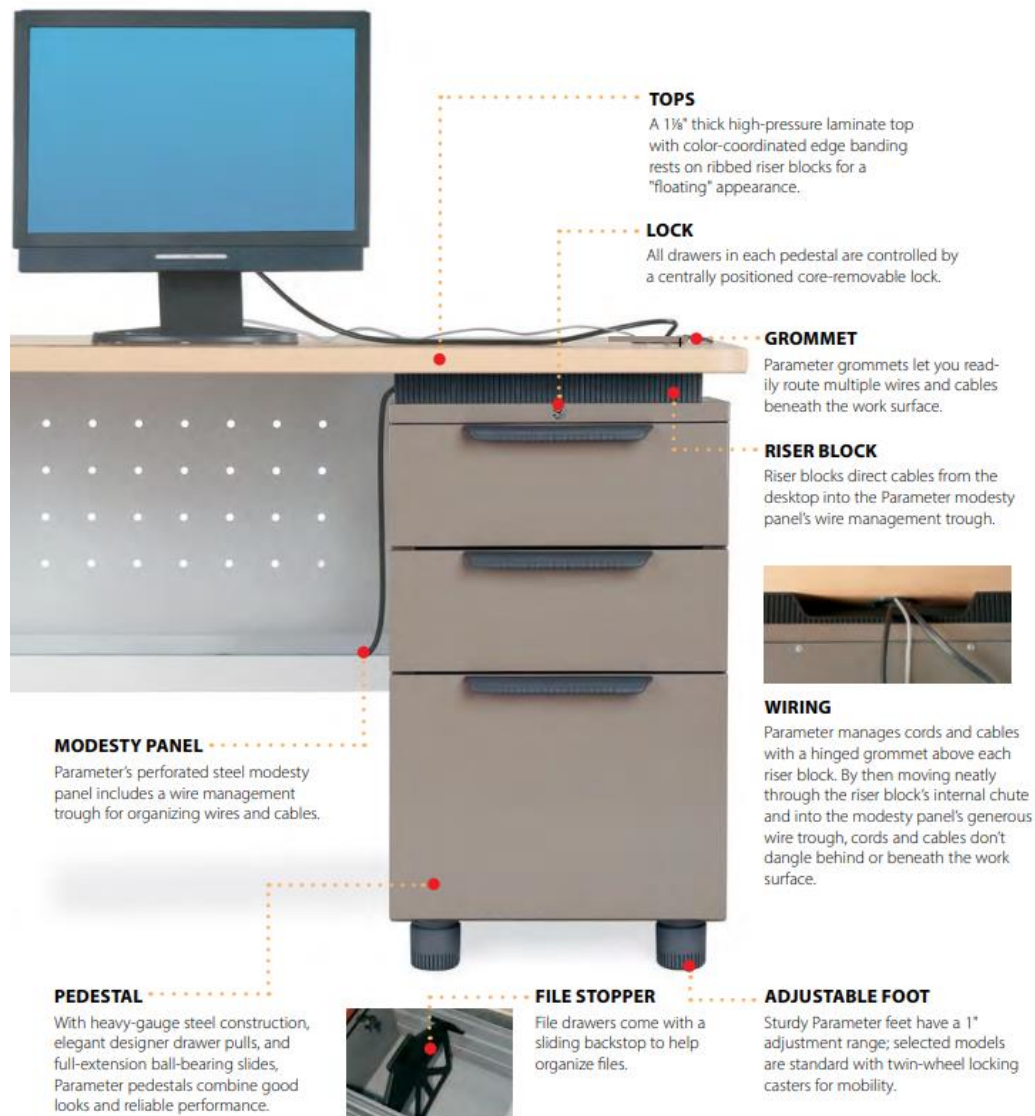 TOPS
A 1⅛" thick high-pressure laminate top
with color-coordinated edge banding
rests on ribbed riser blocks for a
"floating" appearance.
LOCK
All drawers in each pedestal are controlled by
a centrally positioned core-removable lock.
GROMMET
Parameter grommets let you read-
ily route multiple wires and cables
beneath the work surface.
RISER BLOCK
Riser blocks direct cables from the
desktop into the Parameter modesty
panel's wire management trough.
WIRING
Parameter manages cords and cables
with a hinged grommet above each
riser block. By then moving neatly
through the riser block's internal chute
and into the modesty panel's generous
wire trough, cords and cables don't
dangle behind or beneath the work
surface.
MODESTY PANEL
Parameter's perforated steel modesty
panel includes a wire management
trough for organizing wires and cables.
PEDESTAL
With heavy-gauge steel construction,
elegant designer drawer pulls, and
full-extension ball-bearing slides,
Parameter pedestals combine good
looks and reliable performance.
FILE STOPPER
File drawers come with a
sliding backstop to help
organize files.
ADJUSTABLE FOOT
Sturdy Parameter feet have a 1"
adjustment range; selected models
are standard with twin-wheel locking
casters for mobility.